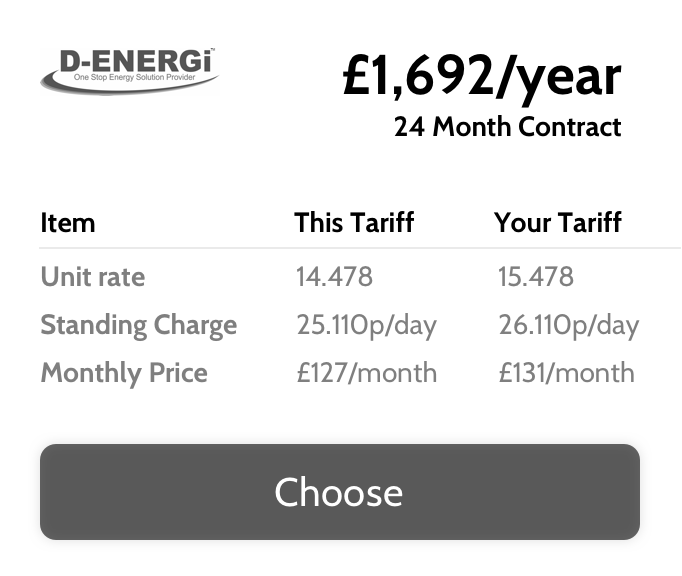 D-ENERGi™
One Stop Energy Solution Provider
£1,692/year
24 Month Contract
Item This Tariff Your Tariff
Unit rate 14.478 15.478
Standing Charge 25.110p/day 26.110p/day
Monthly Price £127/month £131/month
Choose